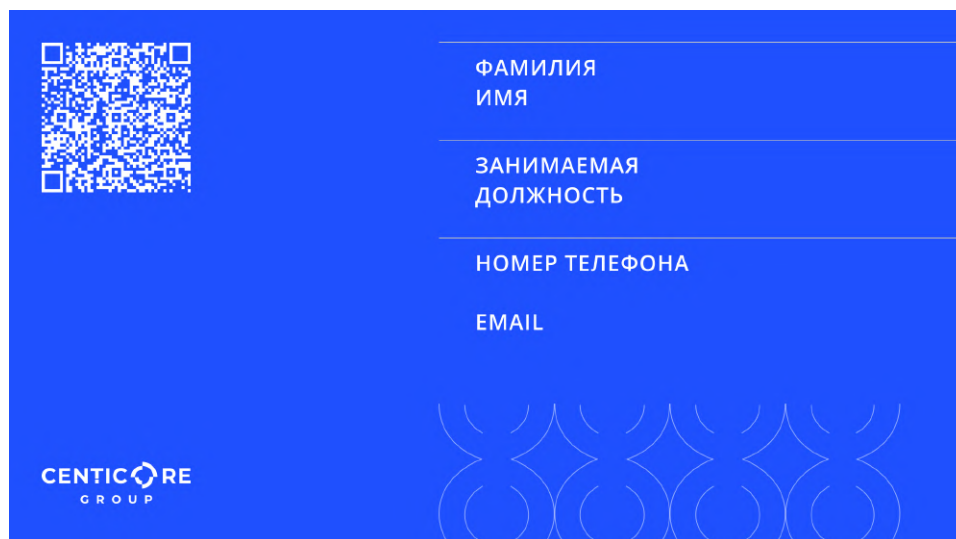 ФАМИЛИЯ
ИМЯ
ЗАНИМАЕМАЯ
ДОЛЖНОСТЬ
НОМЕР ТЕЛЕФОНА
EMAIL
CENTICORE
GROUP